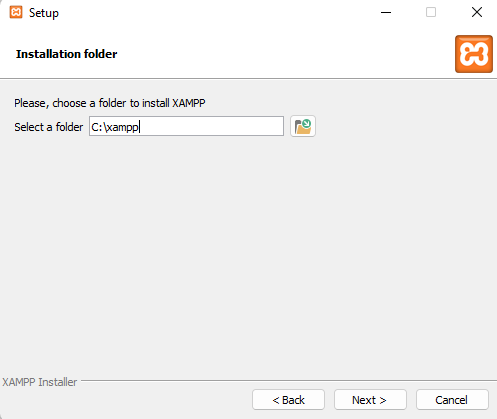 Setup
Installation folder
Please, choose a folder to install XAMPP
Select a folder C:\xampp
XAMPP Installer
< Back Next > Cancel